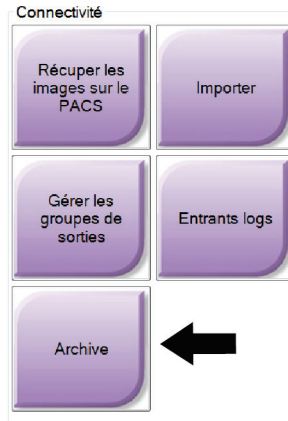 Connectivité
Récuper les
images sur le
PACS
Importer
Gérer les
groupes de
sorties
Entrants logs
Archive